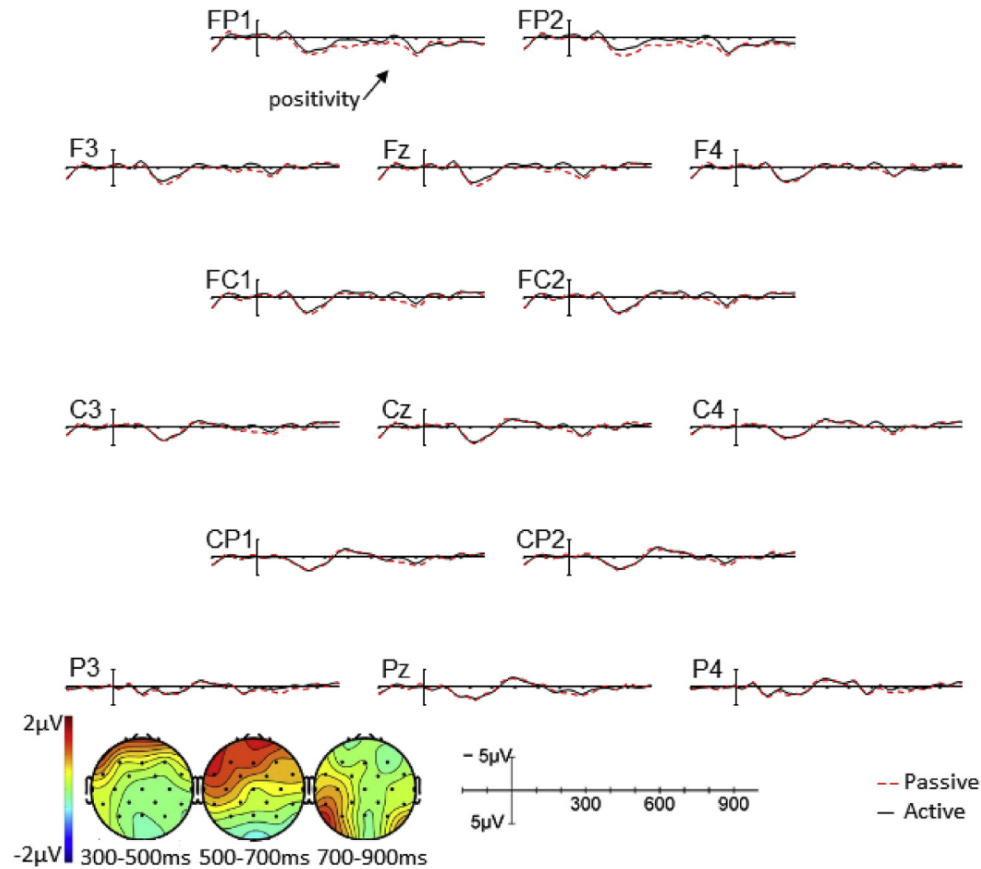 FP1 FP2
positivity
F3 Fz F4
FC1 FC2
C3 Cz C4
CP1 CP2
P3 Pz P4
2µV
-2µV
300-500ms 500-700ms 700-900ms
- 5µV
300 600 900
5µV
Passive
Active